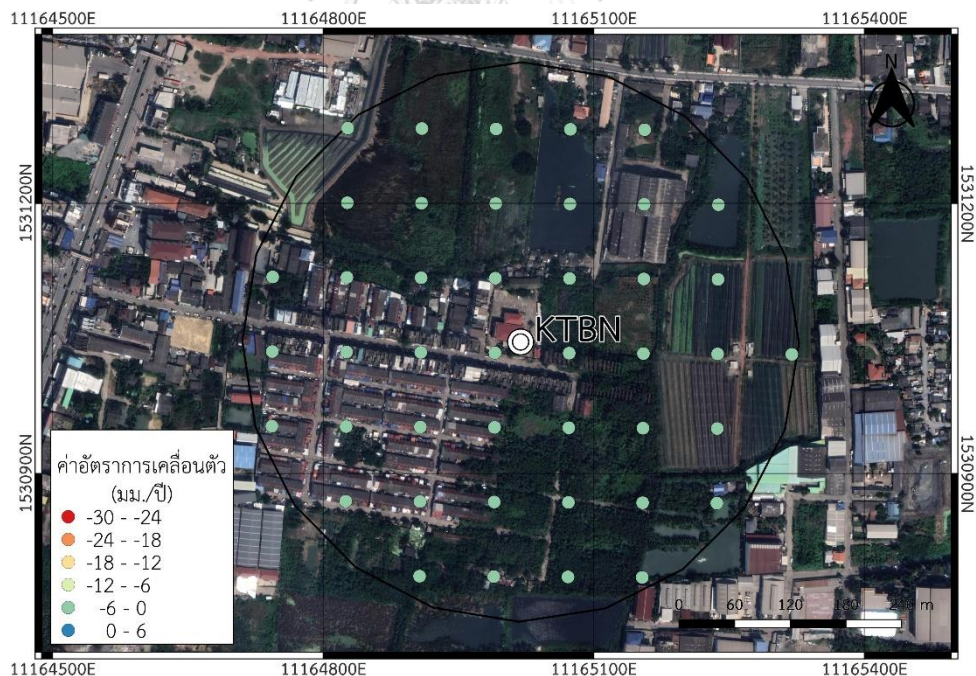 11164500E 11164800E 11165100E 11165400E
N
1531200N 1531200N
KTBN
1530900N 1530900N
ค่าอัตราการเคลื่อนตัว
(มม./ปี)
-30 - -24
-24 - -18
-18 - -12
-12 - -6
-6 - 0
0 - 6
0 60 120 180 240 m
11164500E 11164800E 11165100E 11165400E